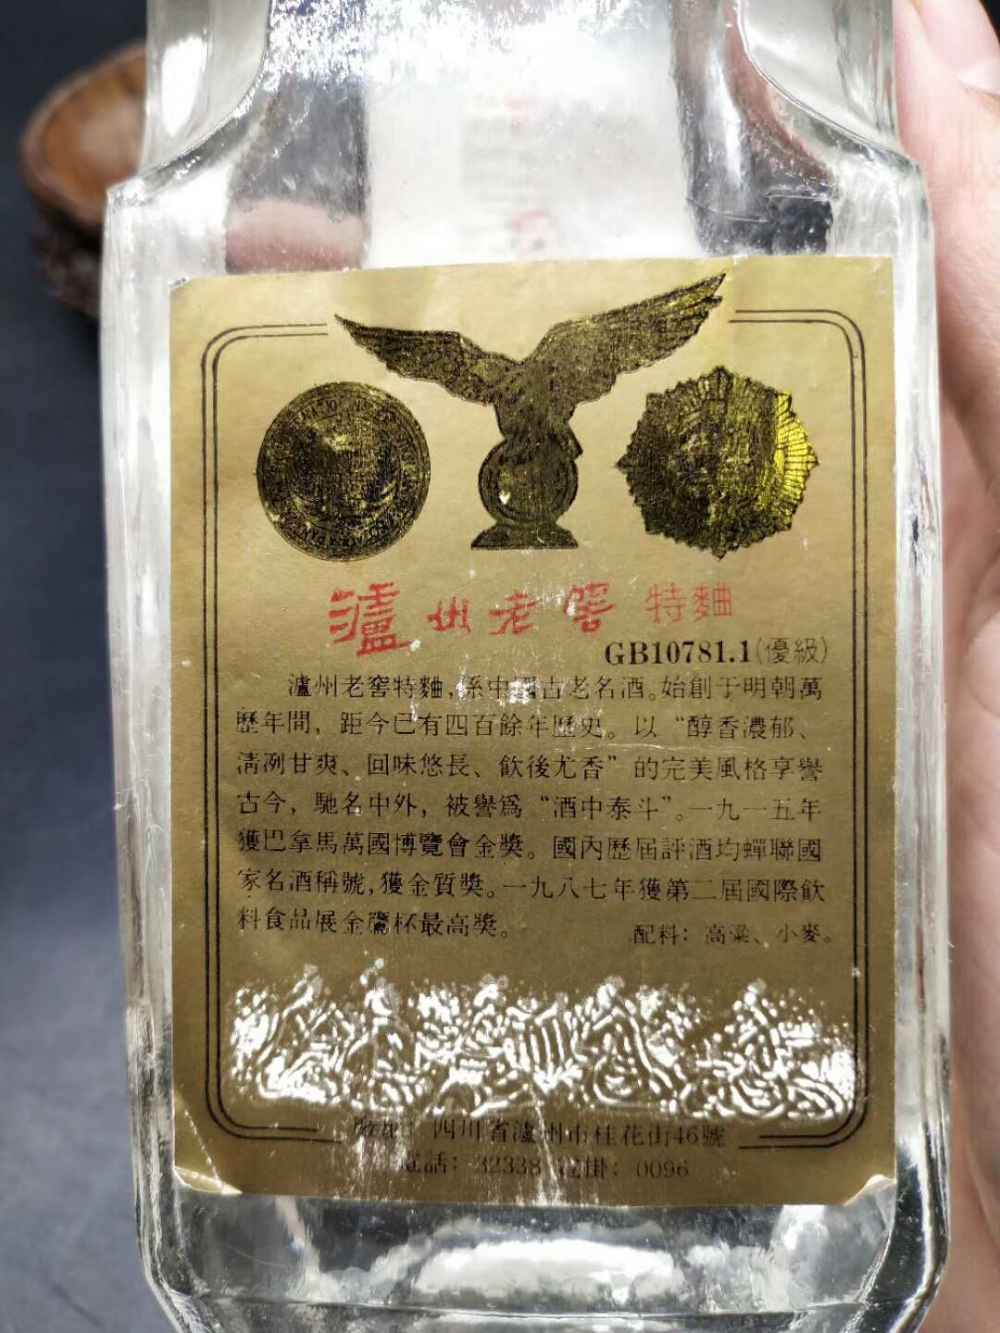 瀘州老窖 特麯
GB10781.1(優級)
瀘州老窖特麯,係中國古老名酒。始創于明朝萬
歷年間，距今已有四百餘年歷史。以“醇香濃郁、
清洌甘爽、回味悠長、飲後尤香”的完美風格享譽
古今，馳名中外，被譽爲“酒中泰斗”。一九一五年
獲巴拿馬萬國博覽會金獎。國內歷屆評酒均蟬聯國
家名酒稱號,獲金質獎。一九八七年獲第二屆國際飲
料食品展金鷹杯最高獎。
配料：高粱、小麥。
四川省瀘州市桂花街46號
電話：32338 電掛：0096